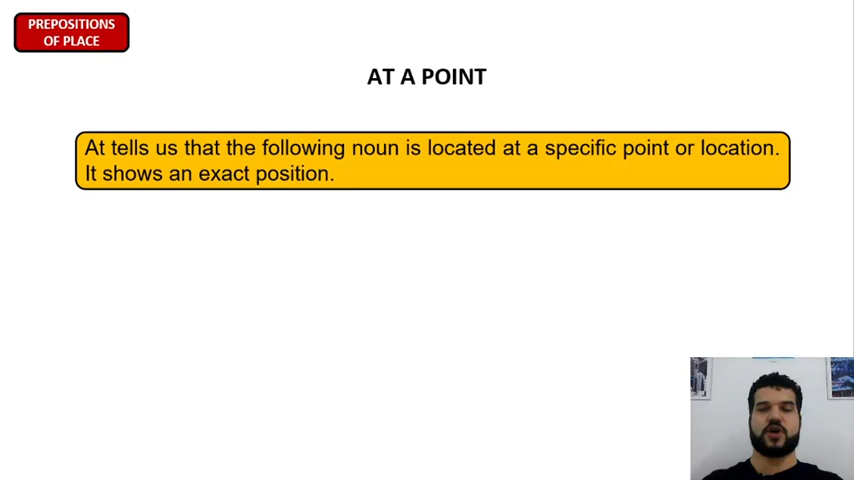 PREPOSITIONS
OF PLACE
AT A POINT
At tells us that the following noun is located at a specific point or location.
It shows an exact position.